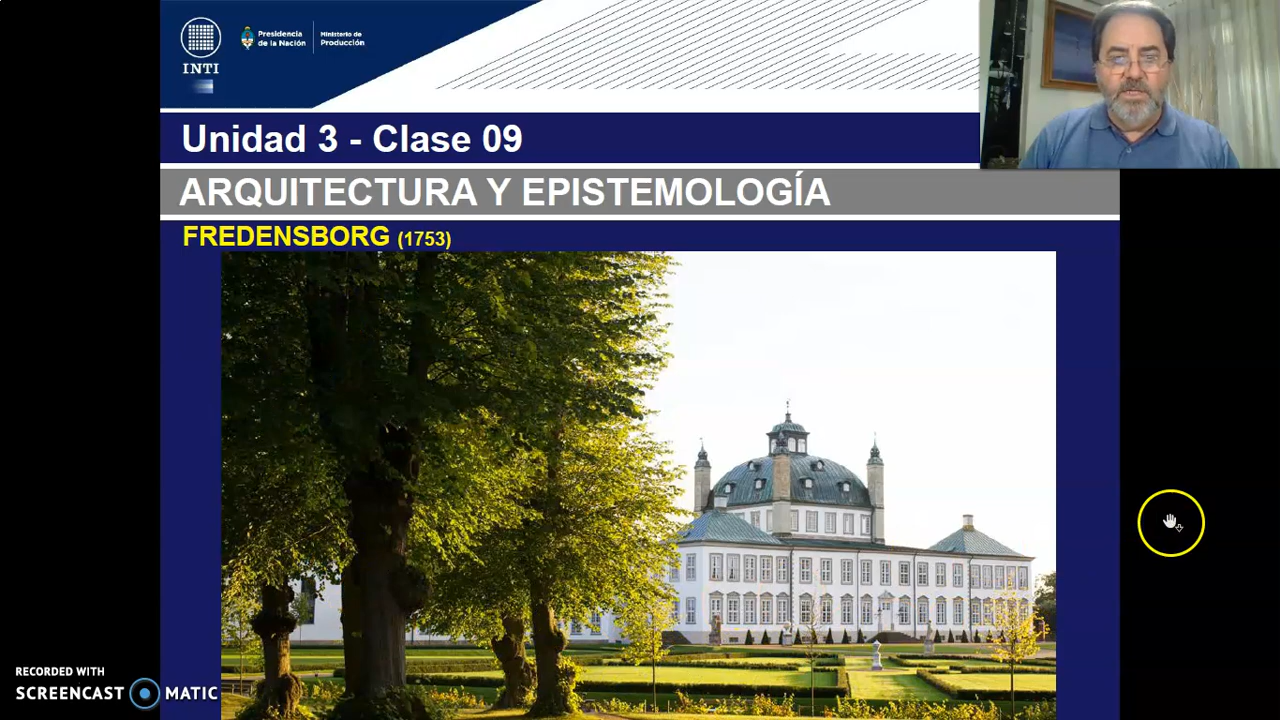 INTI
Presidencia
de la Nación
Ministerio de
Producción
Unidad 3 - Clase 09
ARQUITECTURA Y EPISTEMOLOGÍA
FREDENSBORG (1753)
RECORDED WITH
SCREENCAST MATIC